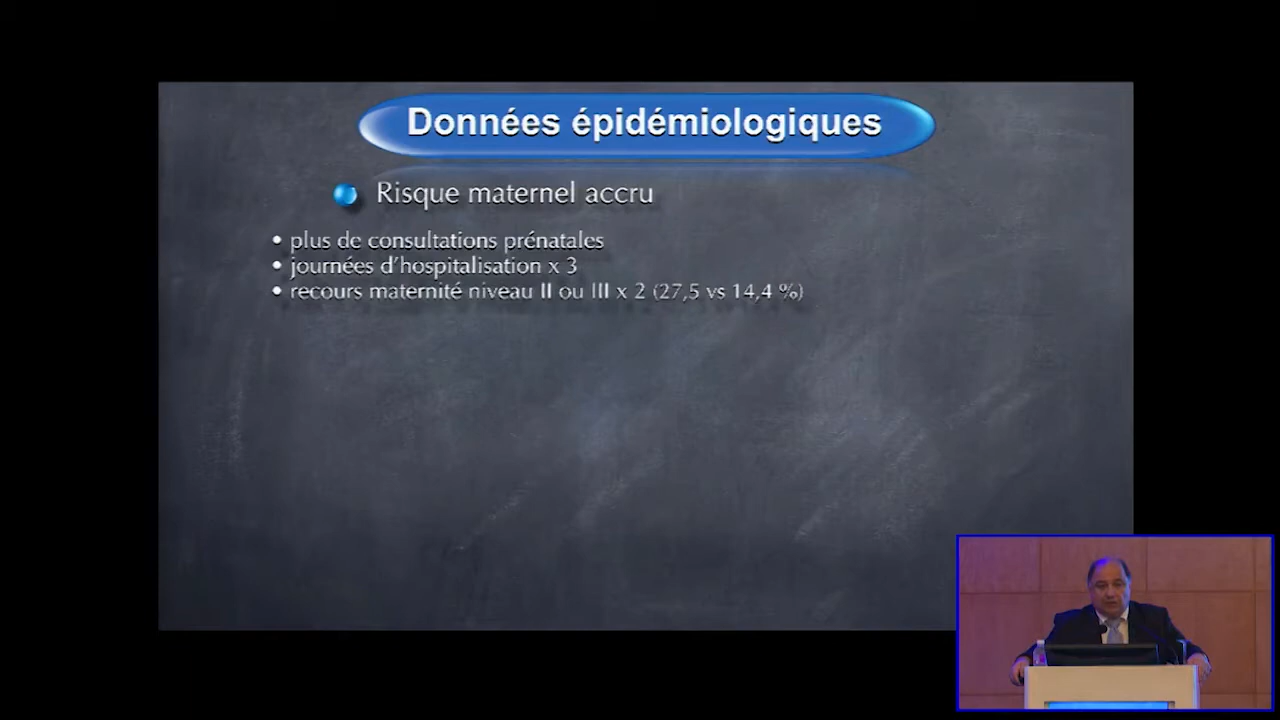 Données épidémiologiques
Risque maternel accru
• plus de consultations prénatales
• journées d'hospitalisation x 3
• recours maternité niveau II ou III x 2 (27,5 vs 14,4 %)